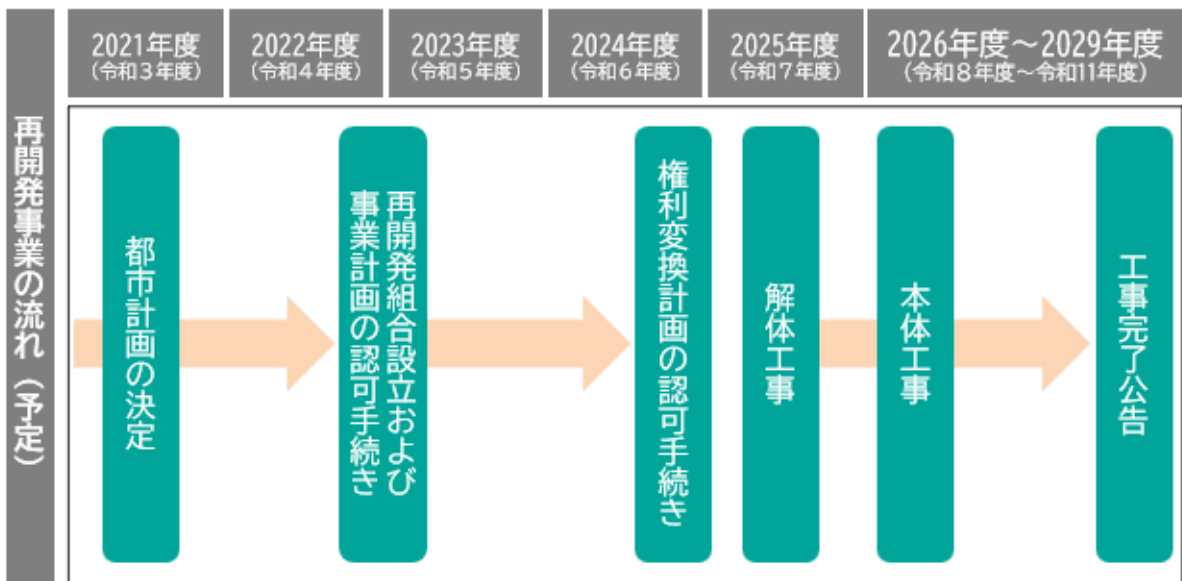 再開発事業の流れ（予定）
2021年度
（令和３年度）
2022年度
（令和４年度）
2023年度
（令和５年度）
2024年度
（令和６年度）
2025年度
（令和７年度）
2026年度～2029年度
（令和８年度～令和11年度）
都市計画の決定
再開発組合設立および
事業計画の認可手続き
権利変換計画の認可手続き
解体工事
本体工事
工事完了公告